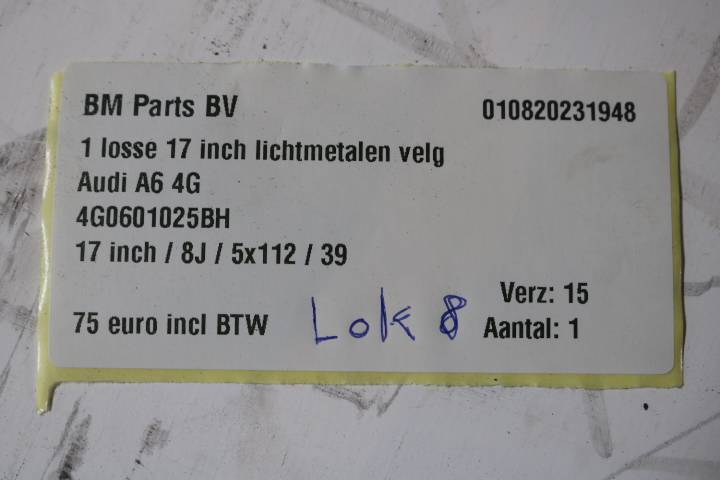 BM Parts BV 010820231948
1 losse 17 inch lichtmetalen velg
Audi A6 4G
4G0601025BH
17 inch / 8J / 5x112 / 39
Verz: 15
75 euro incl BTW Lok 8 Aantal: 1